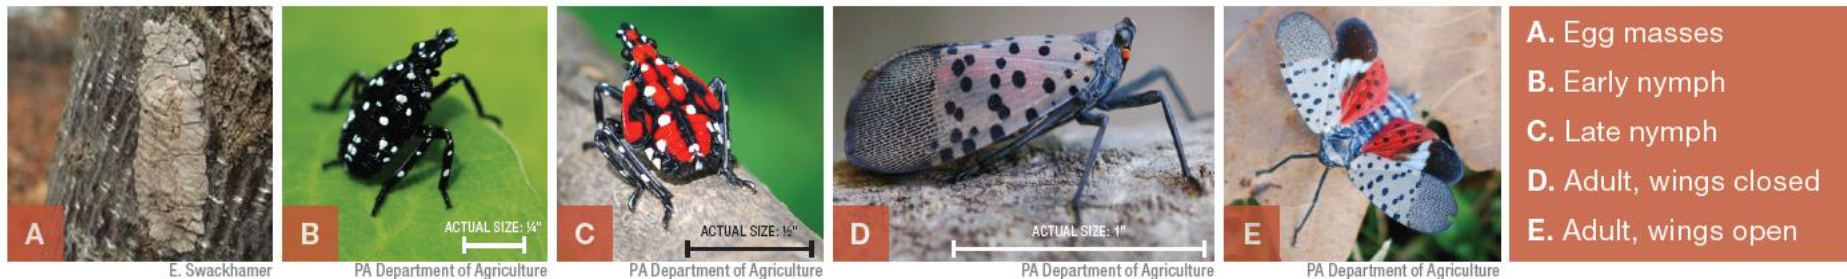 A
E. Swackhamer
B
ACTUAL SIZE: ¼"
PA Department of Agriculture
C
ACTUAL SIZE: ½"
PA Department of Agriculture
D
ACTUAL SIZE: 1"
PA Department of Agriculture
E
PA Department of Agriculture
A. Egg masses
B. Early nymph
C. Late nymph
D. Adult, wings closed
E. Adult, wings open